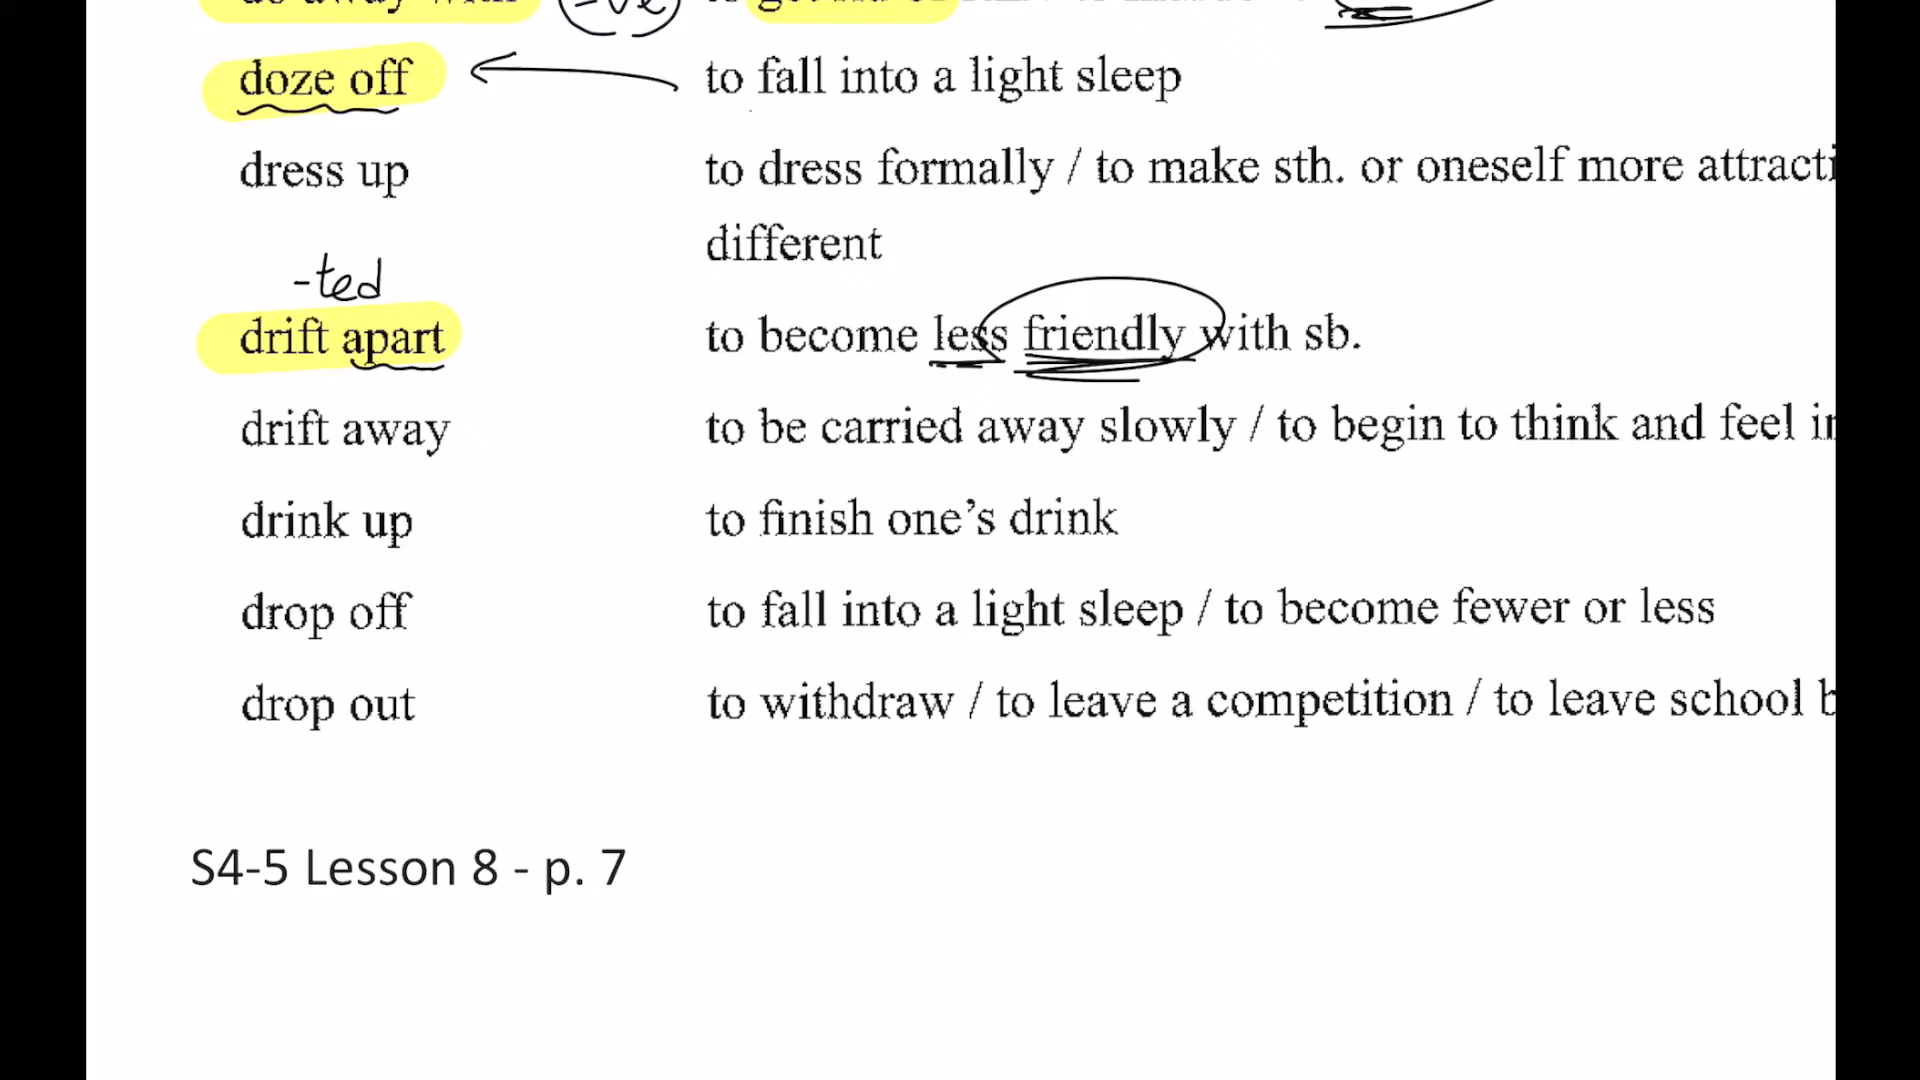 -ve
doze off to fall into a light sleep
dress up to dress formally / to make sth. or oneself more attracti
different
-ted
drift apart to become less friendly with sb.
drift away to be carried away slowly / to begin to think and feel in
drink up to finish one’s drink
drop off to fall into a light sleep / to become fewer or less
drop out to withdraw / to leave a competition / to leave school b
S4-5 Lesson 8 - p. 7